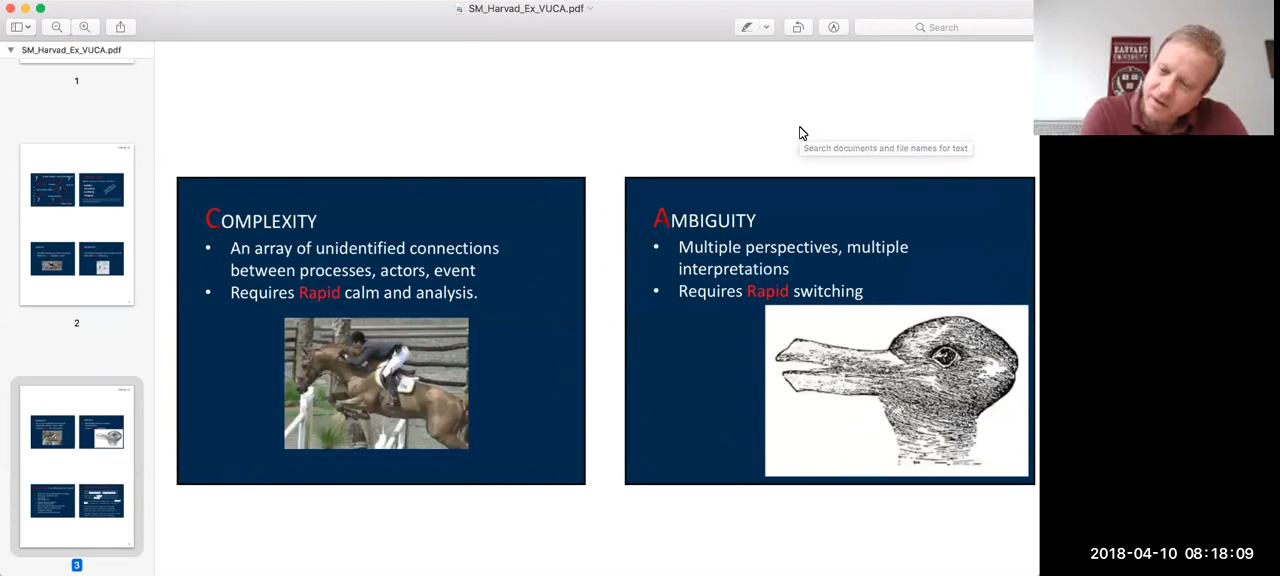 SM_Harvad_Ex_VUCA.pdf
Search
SM_Harvad_Ex_VUCA.pdf
HARVARD
UNIVERSITY
1
Search documents and file names for text
COMPLEXITY
• An array of unidentified connections
between processes, actors, event
• Requires Rapid calm and analysis.
AMBIGUITY
• Multiple perspectives, multiple
interpretations
• Requires Rapid switching
2
3
2018-04-10 08:18:09